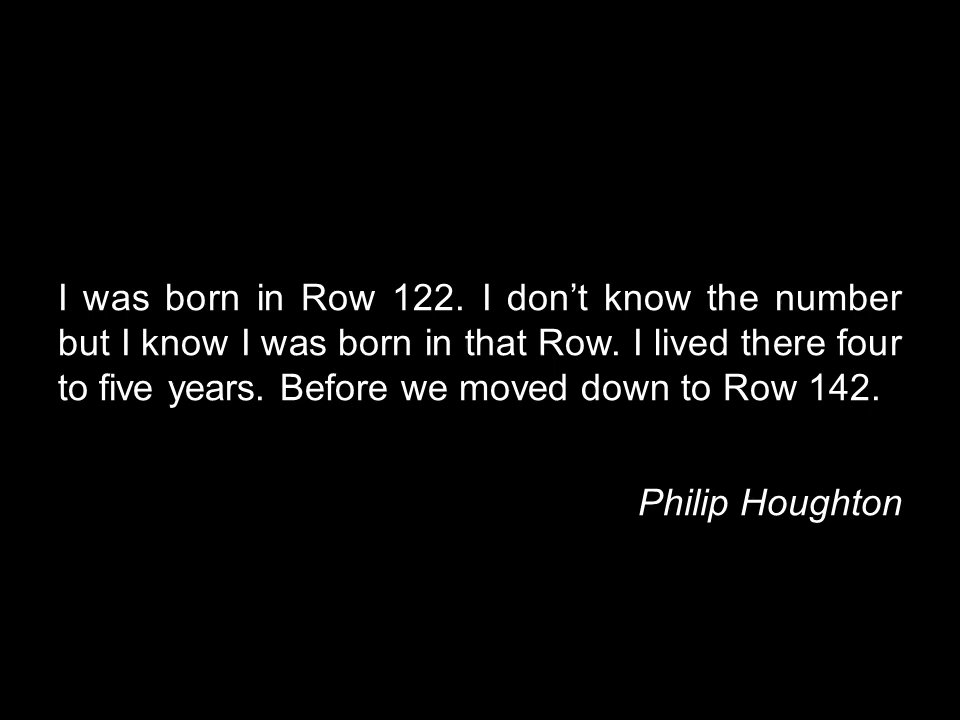 I was born in Row 122. I don’t know the number
but I know I was born in that Row. I lived there four
to five years. Before we moved down to Row 142.
Philip Houghton